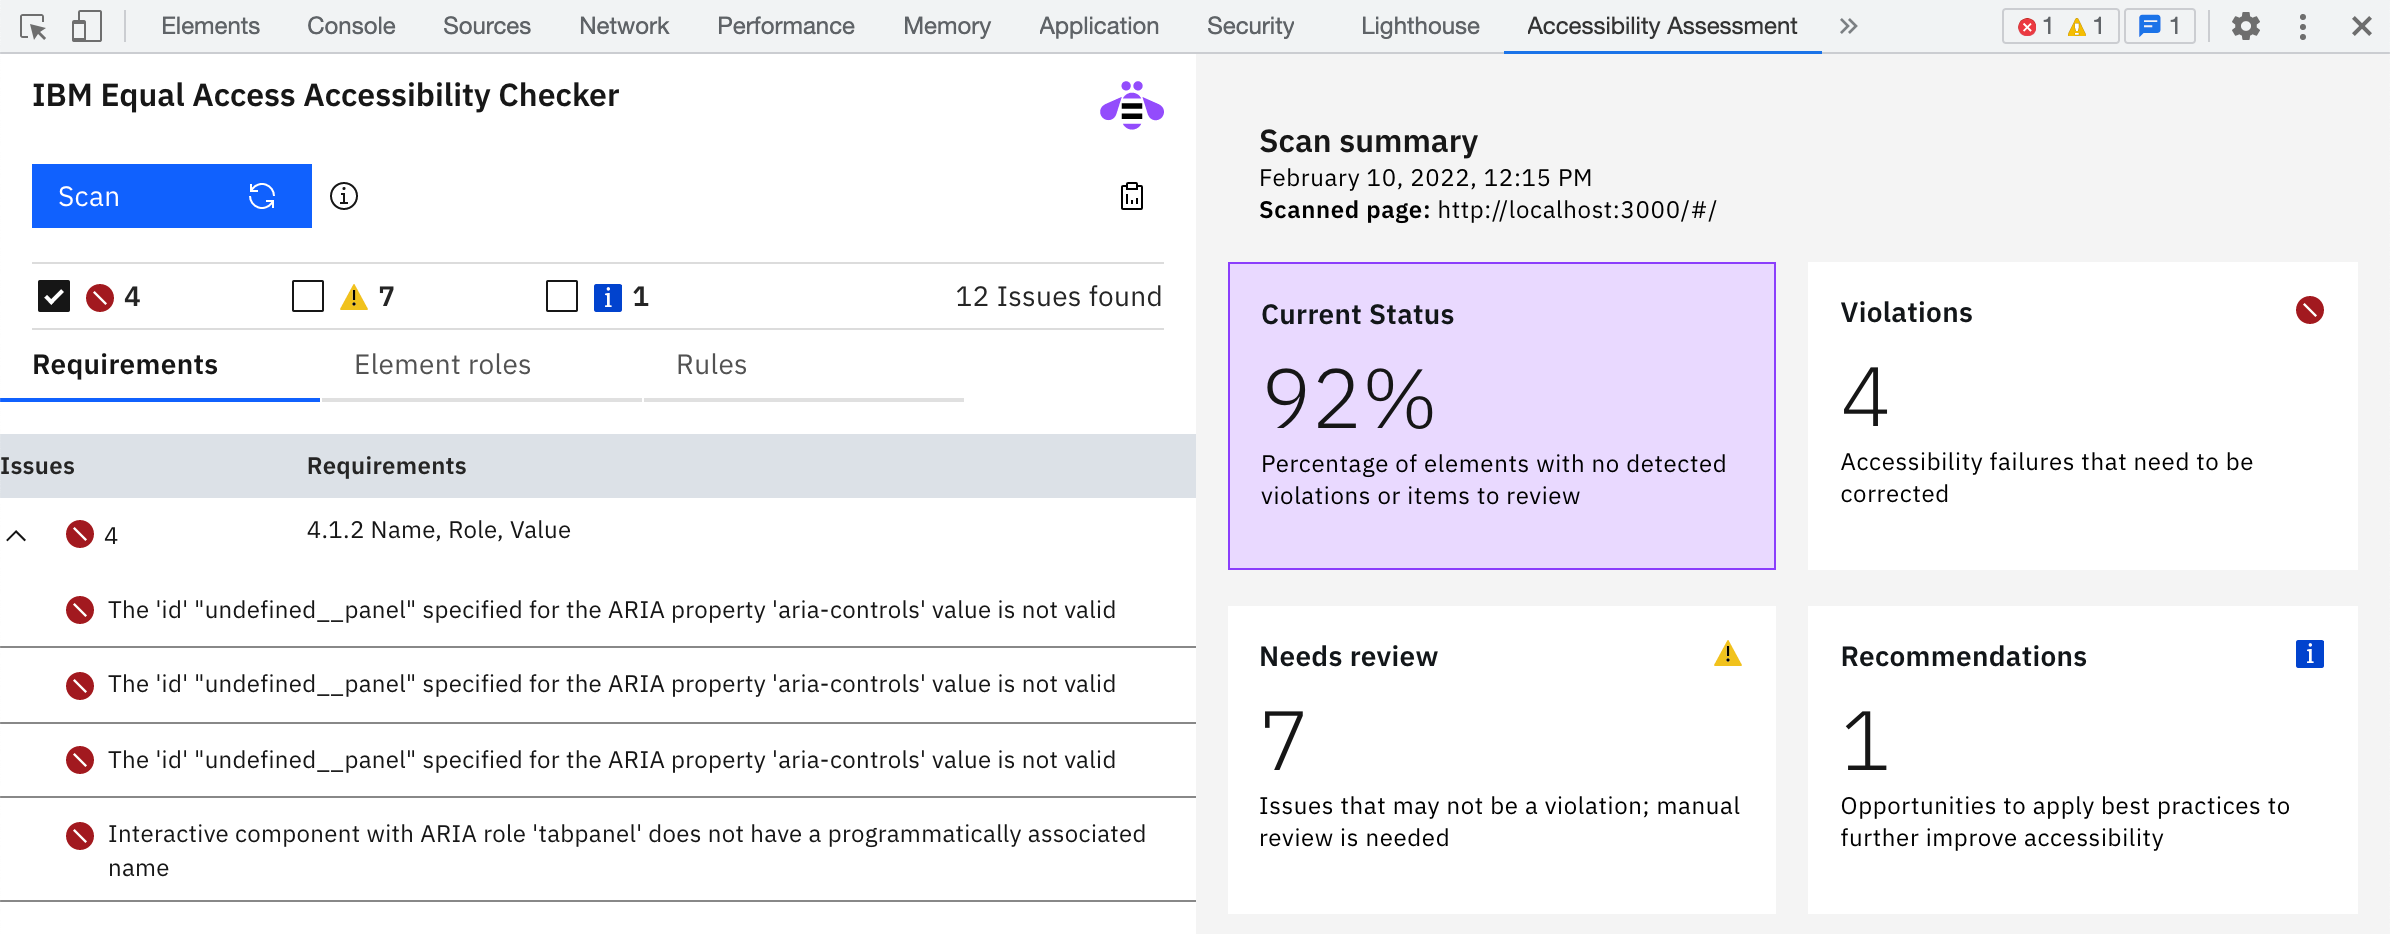 Elements Console Sources Network Performance Memory Application Security Lighthouse Accessibility Assessment 1 1 1
IBM Equal Access Accessibility Checker
Scan
4 7 1 12 Issues found
Requirements Element roles Rules
Issues Requirements
4 4.1.2 Name, Role, Value
The 'id' "undefined__panel" specified for the ARIA property 'aria-controls' value is not valid
The 'id' "undefined__panel" specified for the ARIA property 'aria-controls' value is not valid
The 'id' "undefined__panel" specified for the ARIA property 'aria-controls' value is not valid
Interactive component with ARIA role 'tabpanel' does not have a programmatically associated
name
Scan summary
February 10, 2022, 12:15 PM
Scanned page: http://localhost:3000/#/
Current Status
92%
Percentage of elements with no detected
violations or items to review
Violations
4
Accessibility failures that need to be
corrected
Needs review
7
Issues that may not be a violation; manual
review is needed
Recommendations
1
Opportunities to apply best practices to
further improve accessibility